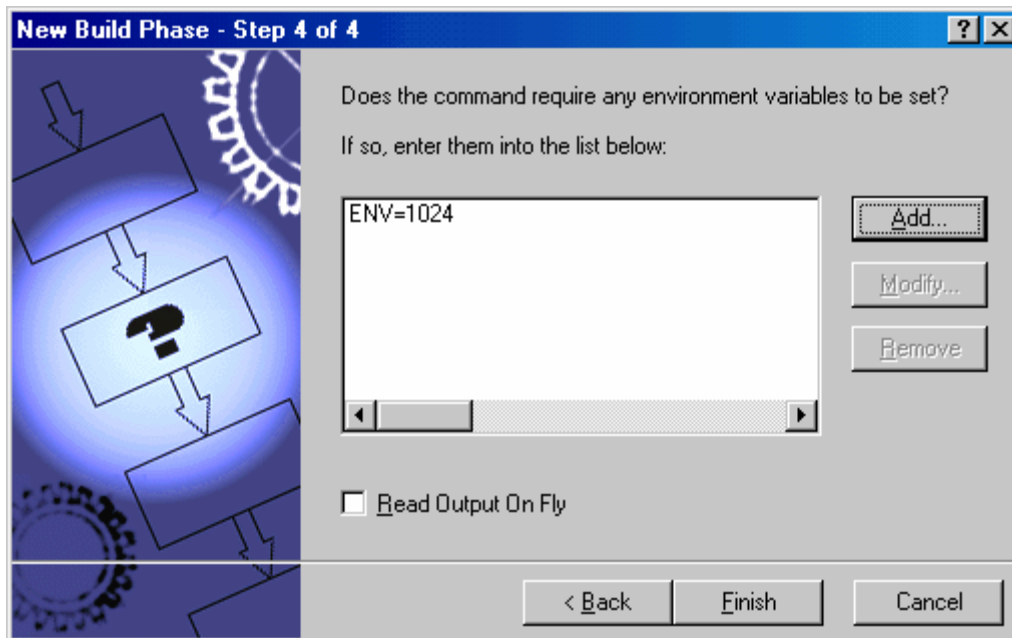 New Build Phase - Step 4 of 4
Does the command require any environment variables to be set?
If so, enter them into the list below:
ENV=1024
Add...
Modify...
Remove
Read Output On Fly
< Back
Finish
Cancel